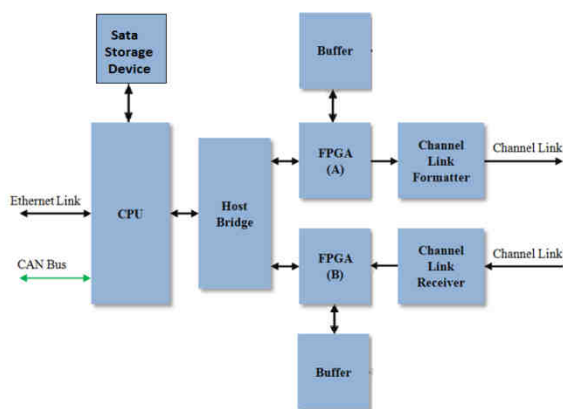 Sata
Storage
Device
Buffer
CPU
Host
Bridge
FPGA
(A)
Channel
Link
Formatter
Channel Link
Ethernet Link
CAN Bus
FPGA
(B)
Channel
Link
Receiver
Channel Link
Buffer